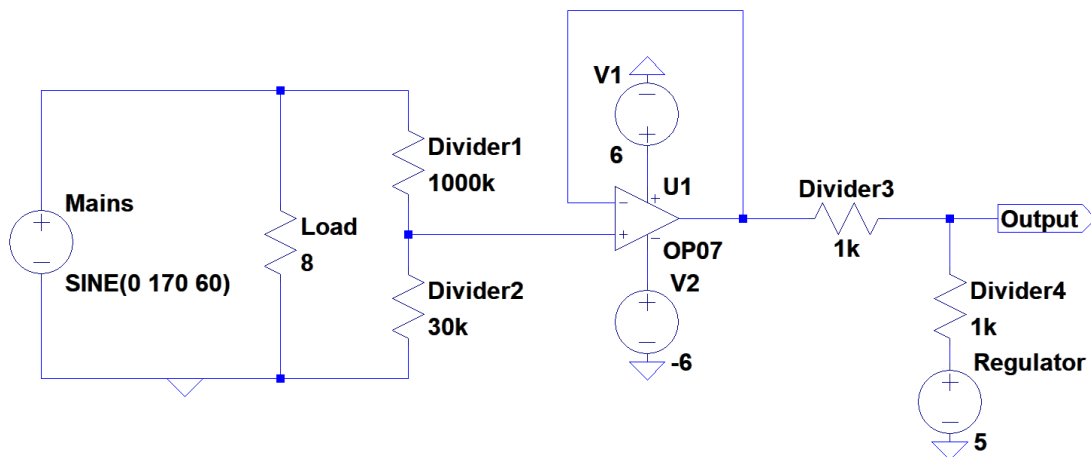 Mains
SINE(0 170 60)
Load
8
Divider1
1000k
Divider2
30k
V1
6
U1
OP07
V2
-6
Divider3
1k
Output
Divider4
1k
Regulator
5